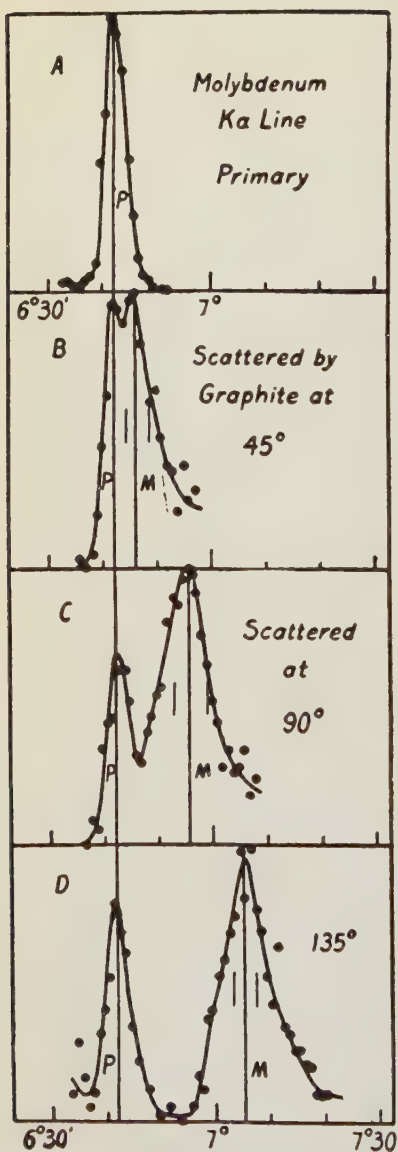 A
Molybdenum
Kα Line
Primary
P
6°30' 7°
B
Scattered by
Graphite at
45°
P M
C
Scattered
at
90°
P M
D
135°
P M
6°30' 7° 7°30